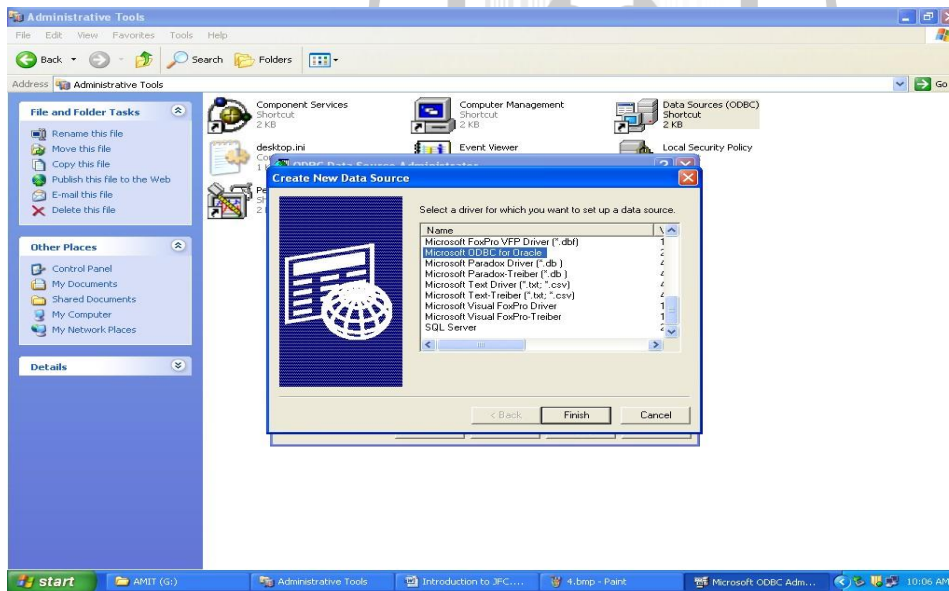 Administrative Tools
File Edit View Favorites Tools Help
Back Search Folders
Address Administrative Tools Go
File and Folder Tasks
Rename this file
Move this file
Copy this file
Publish this file to the Web
E-mail this file
Delete this file
Other Places
Control Panel
My Documents
Shared Documents
My Computer
My Network Places
Details
Component Services
Shortcut
2 KB
Computer Management
Shortcut
2 KB
Data Sources (ODBC)
Shortcut
2 KB
desktop.ini
Event Viewer
Local Security Policy
ODBC Data Source Administrator
Create New Data Source
Select a driver for which you want to set up a data source.
Name
Microsoft FoxPro VFP Driver (*.dbf)
Microsoft ODBC for Oracle
Microsoft Paradox Driver (*.db )
Microsoft Paradox-Treiber (*.db )
Microsoft Text Driver (*.txt; *.csv)
Microsoft Text-Treiber (*.txt; *.csv)
Microsoft Visual FoxPro Driver
Microsoft Visual FoxPro-Treiber
SQL Server
< Back Finish Cancel
start AMIT (G:) Administrative Tools Introduction to JFC.... 4.bmp - Paint Microsoft ODBC Adm... 10:06 AM